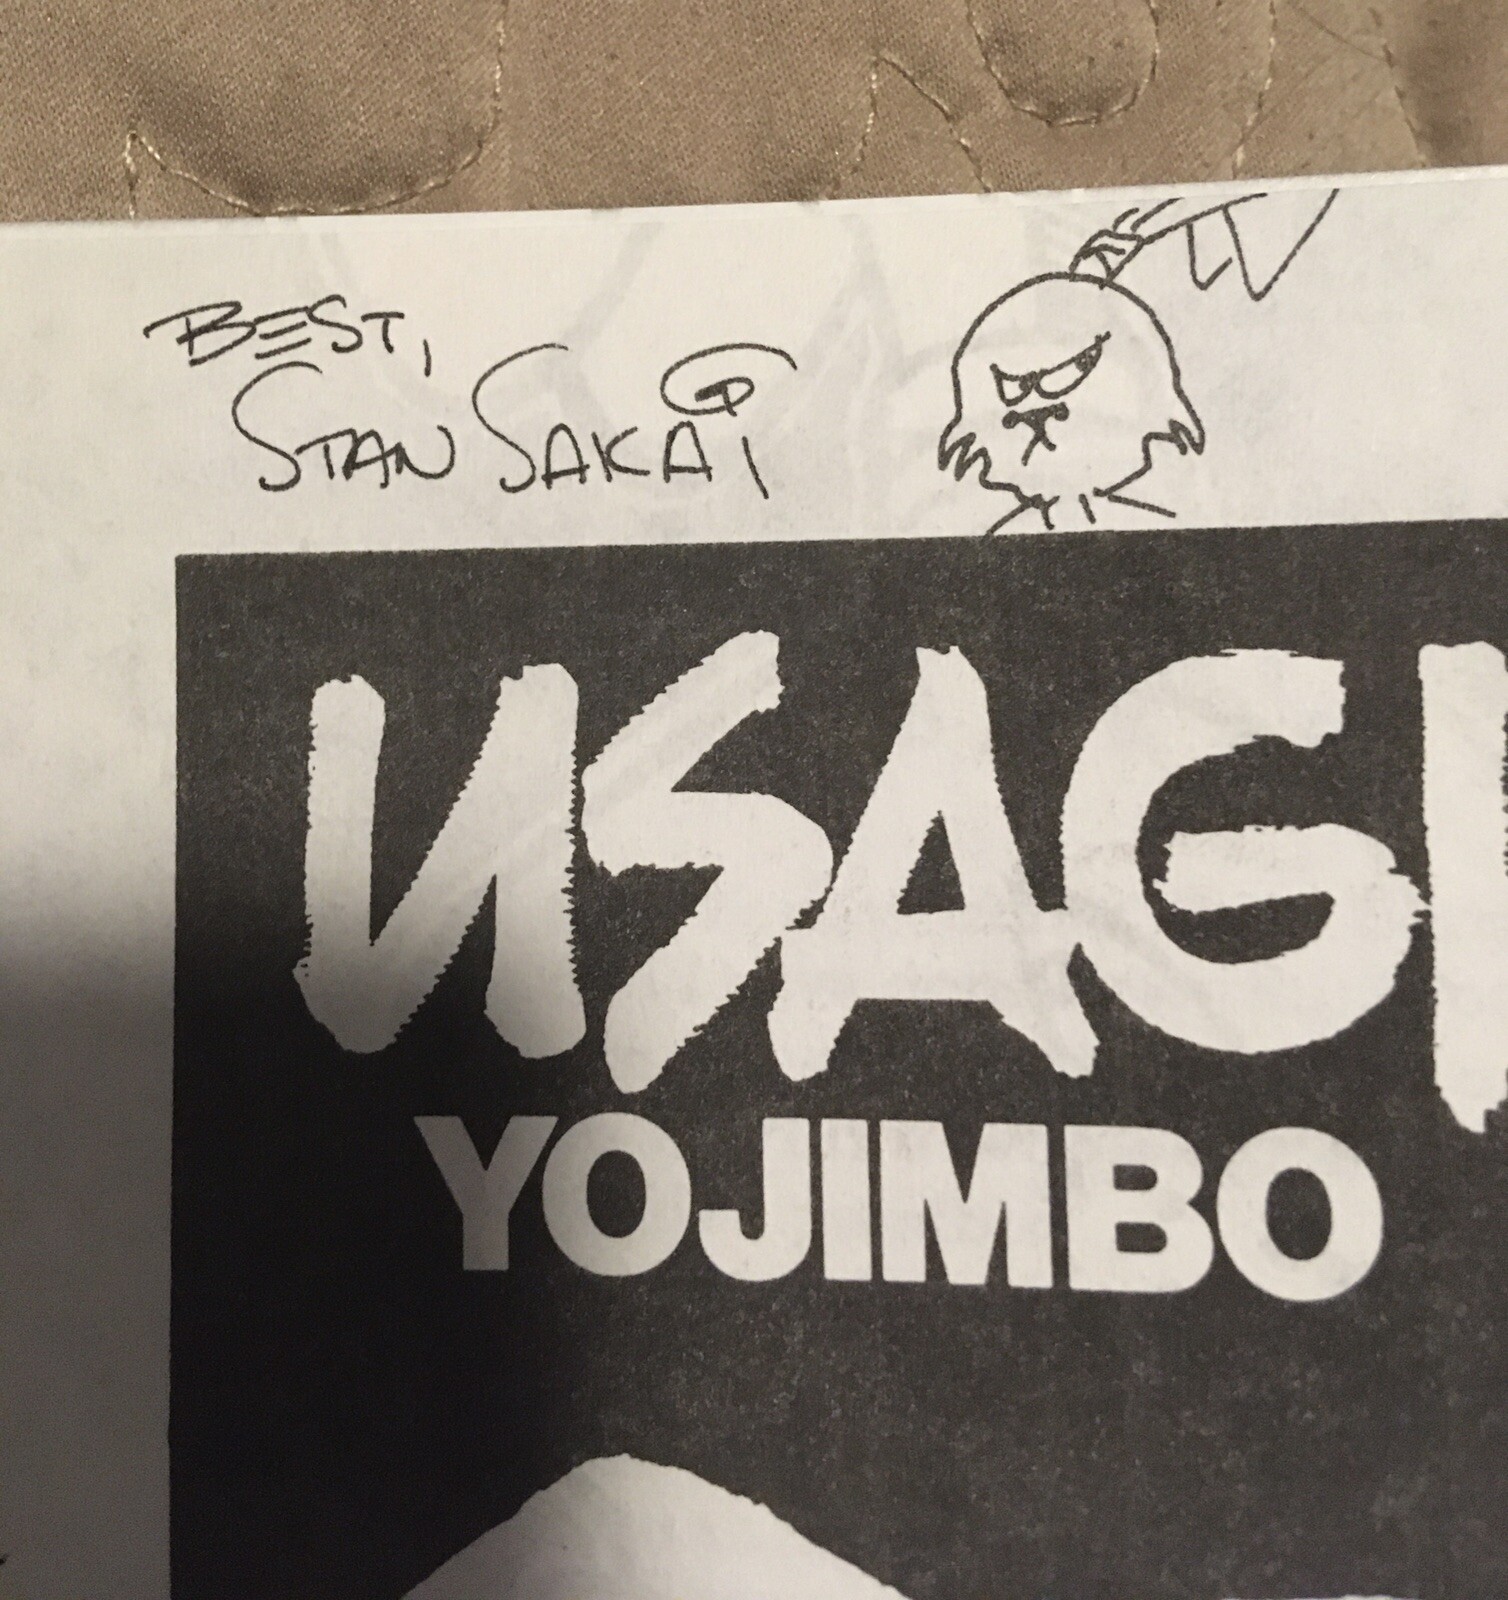 BEST,
STAN SAKAI
USAGI
YOJIMBO